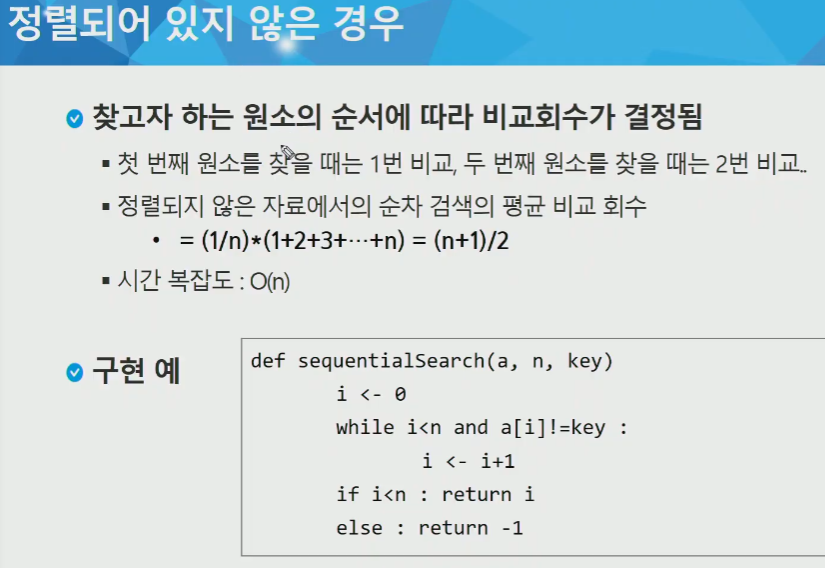 정렬되어 있지 않은 경우
찾고자 하는 원소의 순서에 따라 비교회수가 결정됨
▪ 첫 번째 원소를 찾을 때는 1번 비교, 두 번째 원소를 찾을 때는 2번 비교..
▪ 정렬되지 않은 자료에서의 순차 검색의 평균 비교 회수
• = (1/n)*(1+2+3+⋯+n) = (n+1)/2
▪ 시간 복잡도 : O(n)
구현 예
def sequentialSearch(a, n, key)
i <- 0
while i<n and a[i]!=key :
i <- i+1
if i<n : return i
else : return -1